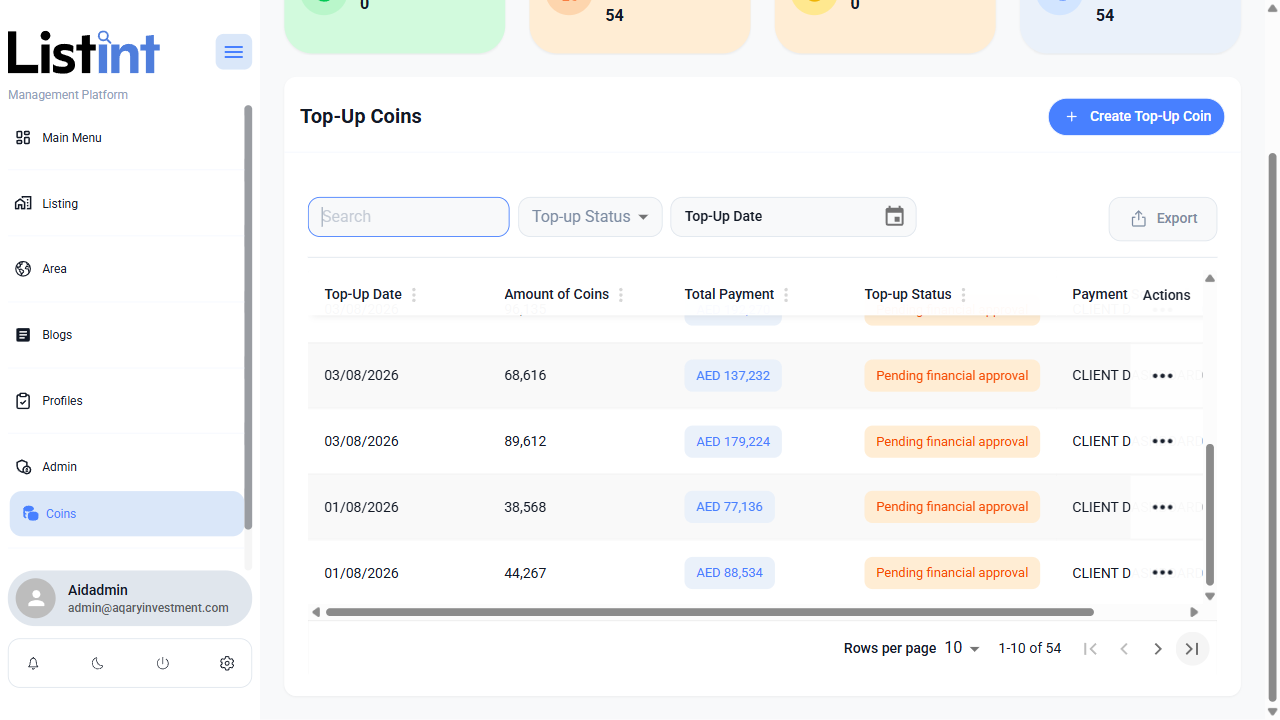 0
54
0
54
Listint
Management Platform
Main Menu
Listing
Area
Blogs
Profiles
Admin
Coins
Aidadmin
admin@aqaryinvestment.com
Top-Up Coins
+ Create Top-Up Coin
Search
Top-up Status
Top-Up Date
Export
Top-Up Date
Amount of Coins
Total Payment
Top-up Status
Payment
Actions
Pending financial approval
03/08/2026
68,616
AED 137,232
Pending financial approval
CLIENT D
03/08/2026
89,612
AED 179,224
Pending financial approval
CLIENT D
01/08/2026
38,568
AED 77,136
Pending financial approval
CLIENT D
01/08/2026
44,267
AED 88,534
Pending financial approval
CLIENT D
Rows per page 10 1-10 of 54